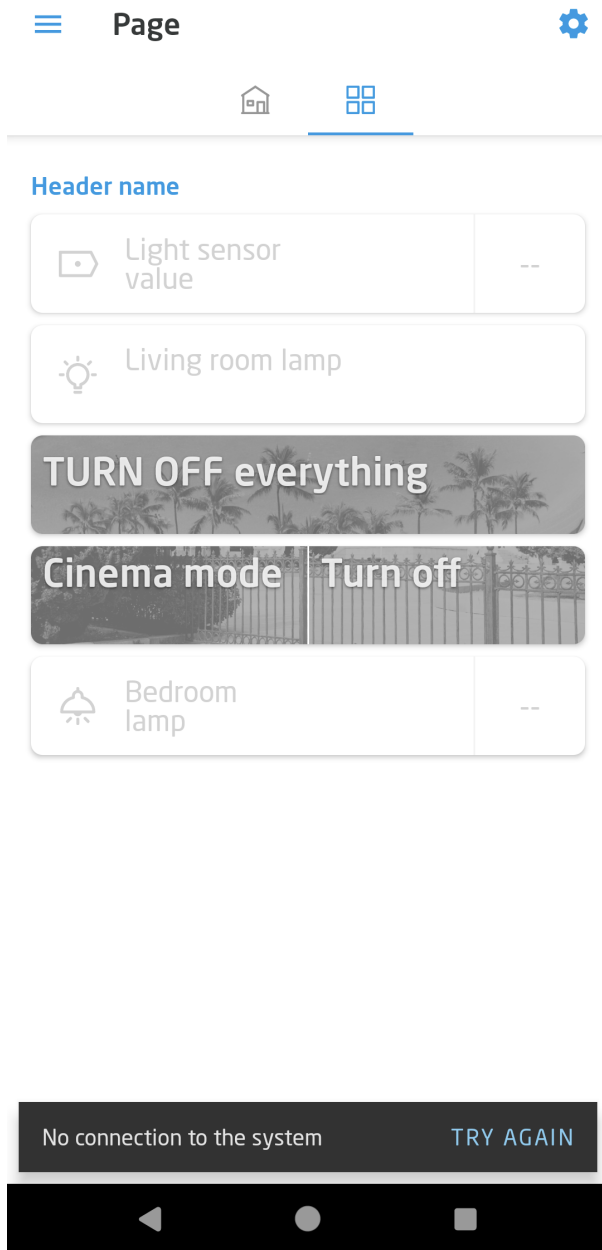 Page
Header name
Light sensor
value
--
Living room lamp
TURN OFF everything
Cinema mode
Turn off
Bedroom
lamp
--
No connection to the system
TRY AGAIN